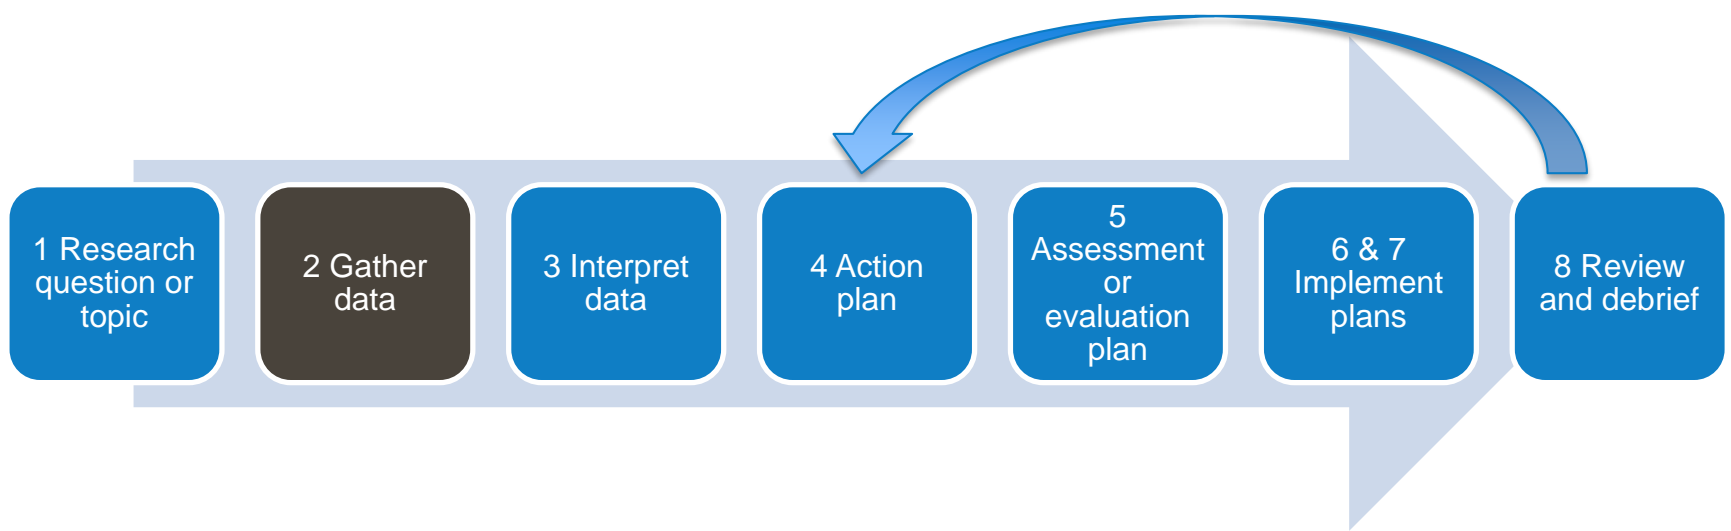 1 Research
question or
topic
2 Gather
data
3 Interpret
data
4 Action
plan
5
Assessment
or
evaluation
plan
6 & 7
Implement
plans
8 Review
and debrief